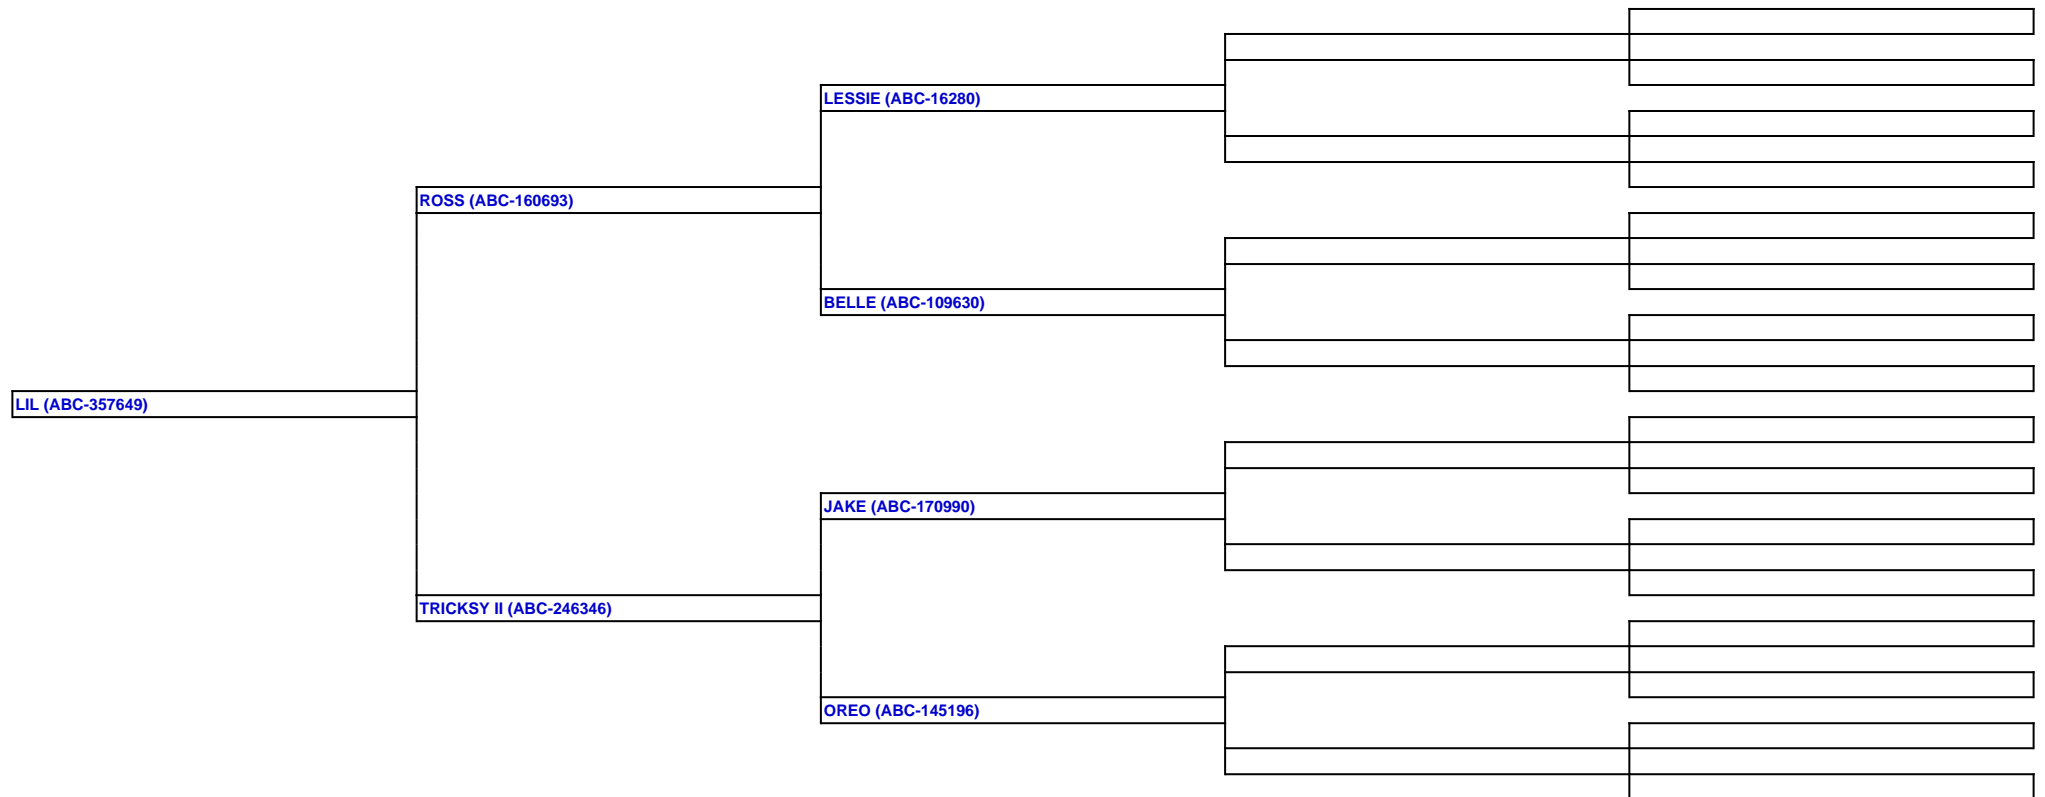 LESSIE (ABC-16280)
ROSS (ABC-160693)
BELLE (ABC-109630)
LIL (ABC-357649)
JAKE (ABC-170990)
TRICKSY II (ABC-246346)
OREO (ABC-145196)